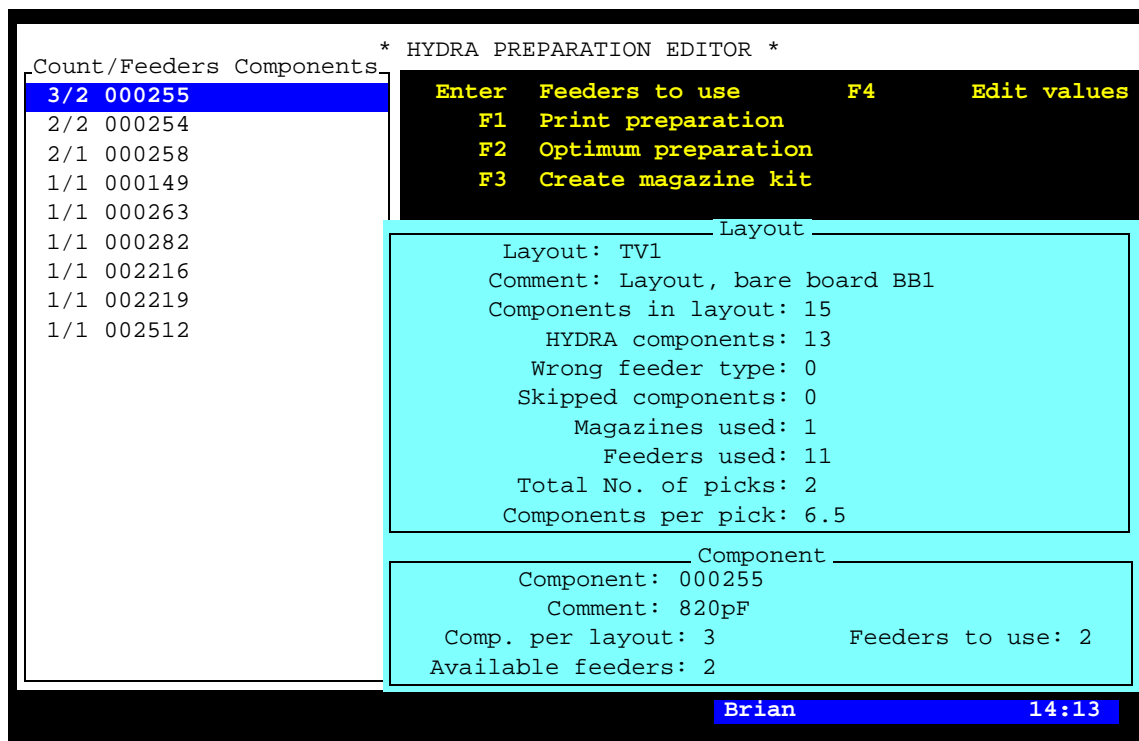 * HYDRA PREPARATION EDITOR *
Count/Feeders Components
3/2 000255
2/2 000254
2/1 000258
1/1 000149
1/1 000263
1/1 000282
1/1 002216
1/1 002219
1/1 002512
Enter Feeders to use F4 Edit values
F1 Print preparation
F2 Optimum preparation
F3 Create magazine kit
Layout
Layout: TV1
Comment: Layout, bare board BB1
Components in layout: 15
HYDRA components: 13
Wrong feeder type: 0
Skipped components: 0
Magazines used: 1
Feeders used: 11
Total No. of picks: 2
Components per pick: 6.5
Component
Component: 000255
Comment: 820pF
Comp. per layout: 3 Feeders to use: 2
Available feeders: 2
Brian 14:13